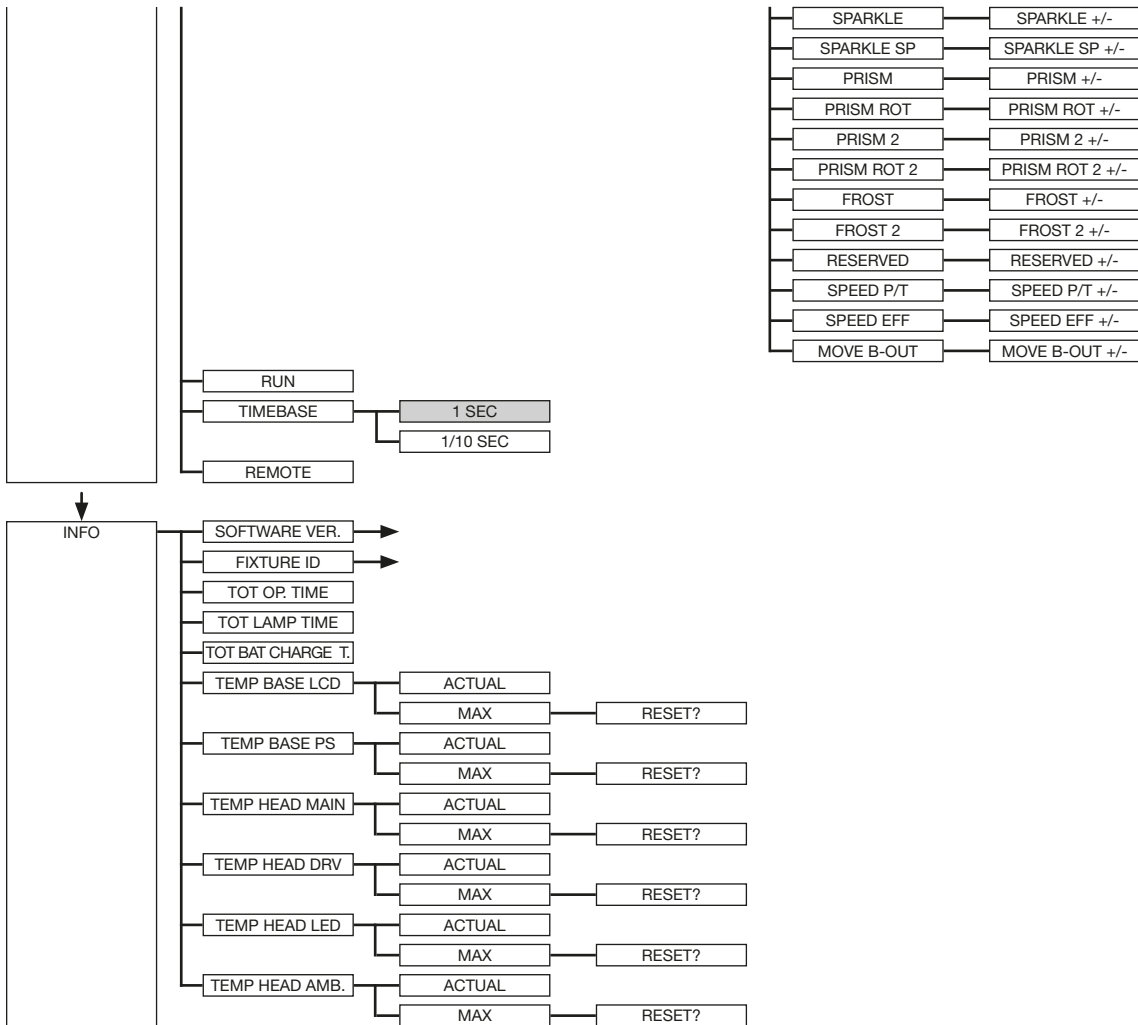 SPARKLE SPARKLE +/-
SPARKLE SP SPARKLE SP +/-
PRISM PRISM +/-
PRISM ROT PRISM ROT +/-
PRISM 2 PRISM 2 +/-
PRISM ROT 2 PRISM ROT 2 +/-
FROST FROST +/-
FROST 2 FROST 2 +/-
RESERVED RESERVED +/-
SPEED P/T SPEED P/T +/-
SPEED EFF SPEED EFF +/-
MOVE B-OUT MOVE B-OUT +/-
RUN
TIMEBASE 1 SEC
1/10 SEC
REMOTE
INFO SOFTWARE VER.
FIXTURE ID
TOT OP. TIME
TOT LAMP TIME
TOT BAT CHARGE T.
TEMP BASE LCD ACTUAL
MAX RESET?
TEMP BASE PS ACTUAL
MAX RESET?
TEMP HEAD MAIN ACTUAL
MAX RESET?
TEMP HEAD DRV ACTUAL
MAX RESET?
TEMP HEAD LED ACTUAL
MAX RESET?
TEMP HEAD AMB. ACTUAL
MAX RESET?